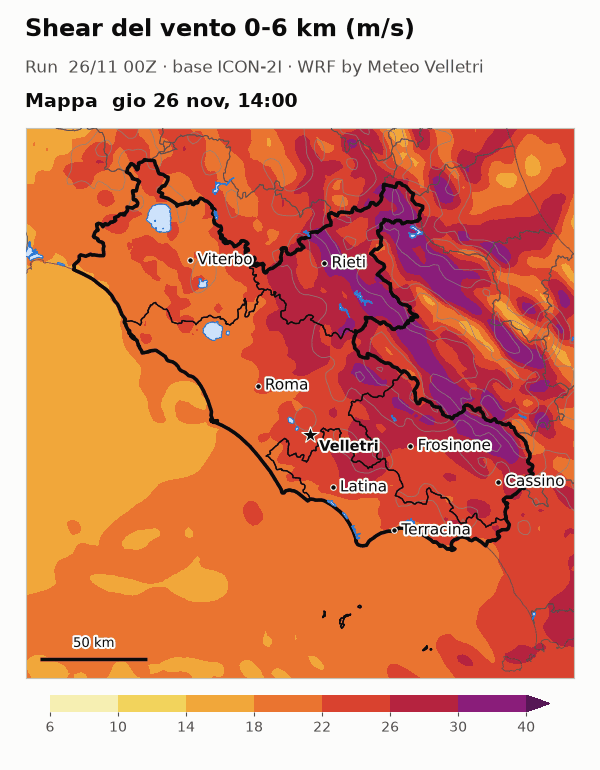 Shear del vento 0-6 km (m/s)
Run  26/11 00Z · base ICON-2I · WRF by Meteo Velletri
Mappa  gio 26 nov, 14:00
Viterbo
Rieti
Roma
Velletri
Frosinone
Cassino
Latina
Terracina
50 km
6 10 14 18 22 26 30 40